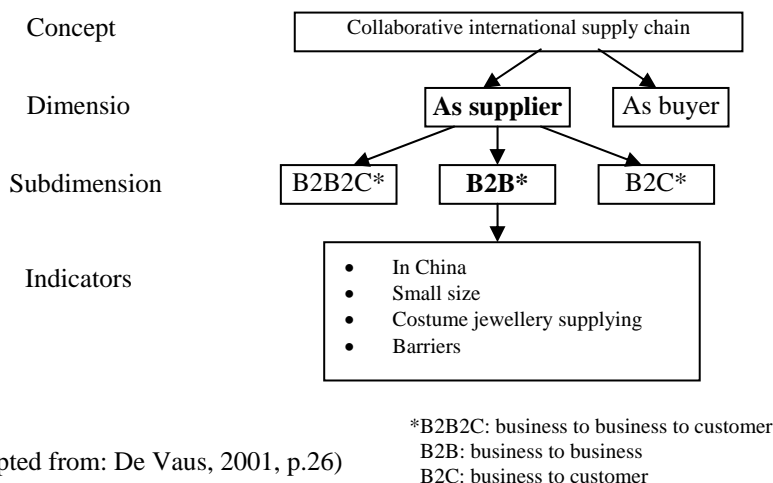 Concept
Collaborative international supply chain
Dimensio
As supplier
As buyer
Subdimension
B2B2C*
B2B*
B2C*
Indicators
• In China
• Small size
• Costume jewellery supplying
• Barriers
*B2B2C: business to business to customer
B2B: business to business
B2C: business to customer
pted from: De Vaus, 2001, p.26)